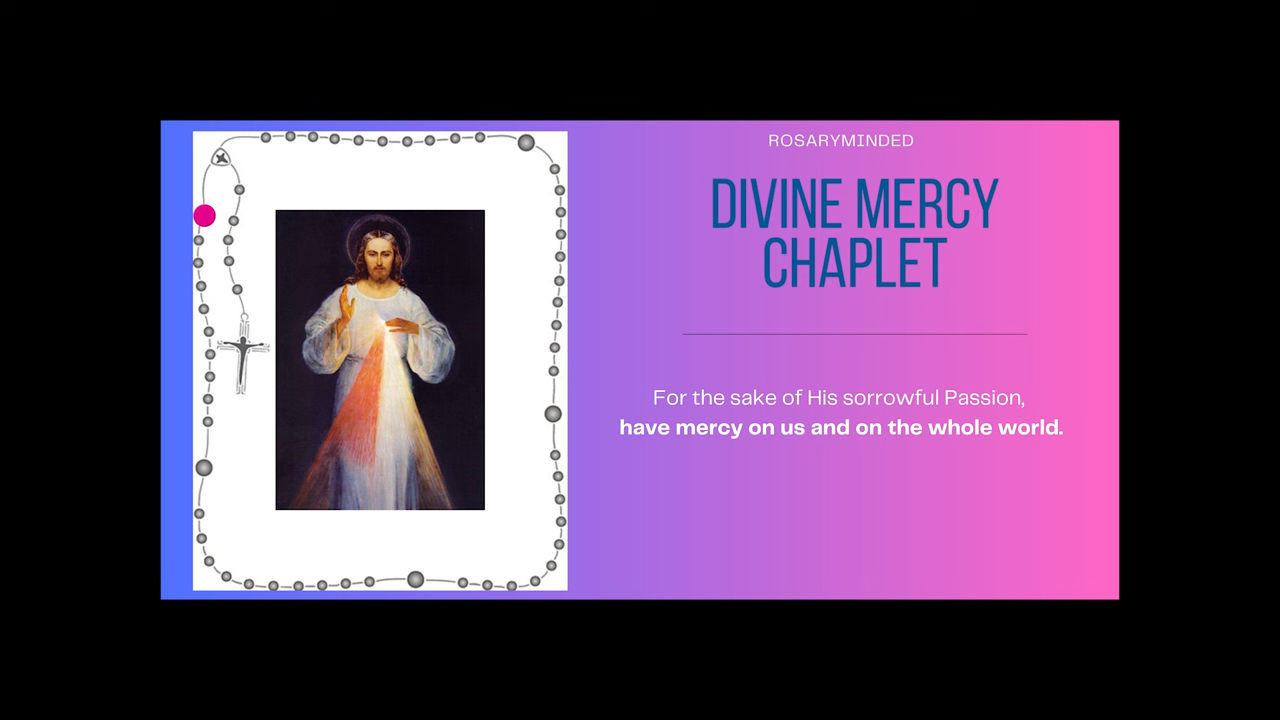 ROSARYMINDED
DIVINE MERCY
CHAPLET
For the sake of His sorrowful Passion,
have mercy on us and on the whole world.